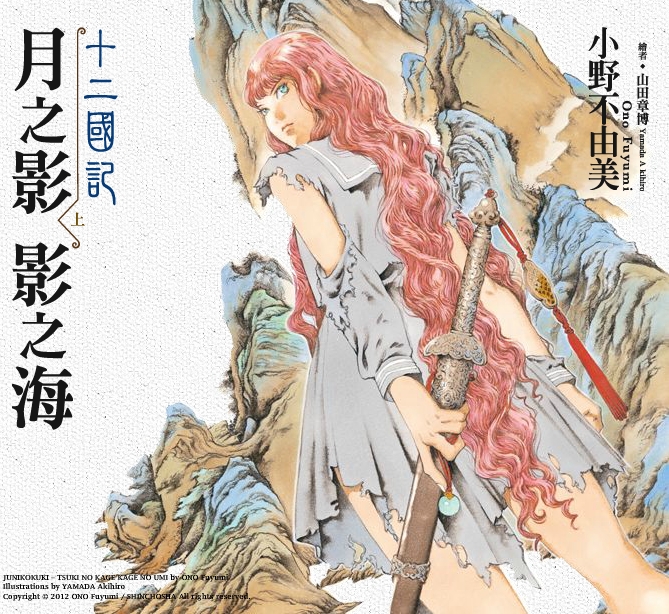 十二國記
月之影 影之海
上
小野不由美
Ono Fuyumi
繪者◆山田章博 Yamada Akihiro
JUNIKOKUKI - TSUKI NO KAGE KAGE NO UMI by ONO Fuyumi
Illustrations by YAMADA Akihiro
Copyright © 2012 ONO Fuyumi / SHINCHOSHA All rights reserved.